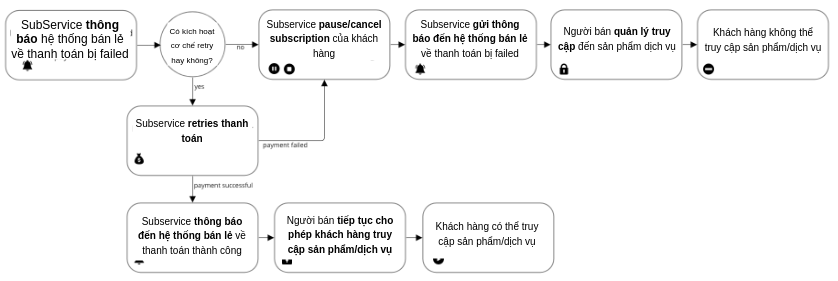 SubService thông
báo hệ thống bán lẻ
về thanh toán bị failed
Có kích hoạt
cơ chế retry
hay không?
no
Subservice pause/cancel
subscription của khách
hàng
Subservice gửi thông
báo đến hệ thống bán lẻ
về thanh toán bị failed
Người bán quản lý truy
cập đến sản phẩm dịch vụ
Khách hàng không thể
truy cập sản phẩm/dịch vụ
yes
Subservice retries thanh
toán
payment failed
payment successful
Subservice thông báo
đến hệ thống bán lẻ về
thanh toán thành công
Người bán tiếp tục cho
phép khách hàng truy
cập sản phẩm/dịch vụ
Khách hàng có thể truy
cập sản phẩm/dịch vụ